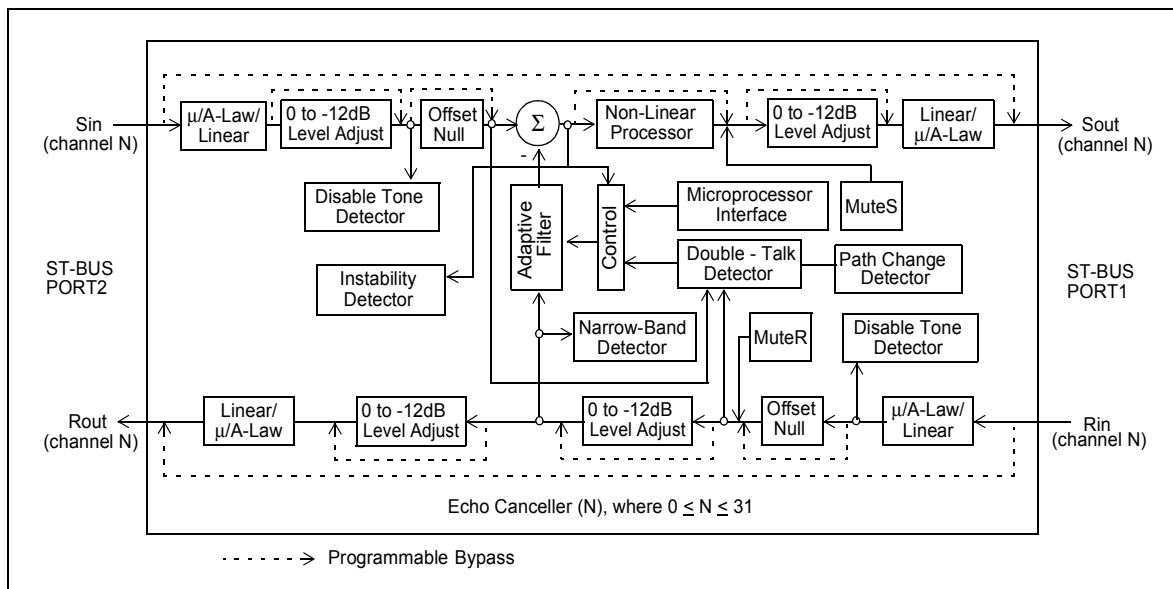 Sin
(channel N)
μ/A-Law/
Linear
0 to -12dB
Level Adjust
Offset
Null
Σ
-
Non-Linear
Processor
0 to -12dB
Level Adjust
Linear/
μ/A-Law
Sout
(channel N)
Disable Tone
Detector
Adaptive
Filter
Control
Microprocessor
Interface
MuteS
ST-BUS
PORT2
Instability
Detector
Double - Talk
Detector
Path Change
Detector
ST-BUS
PORT1
Narrow-Band
Detector
MuteR
Disable Tone
Detector
Rout
(channel N)
Linear/
μ/A-Law
0 to -12dB
Level Adjust
0 to -12dB
Level Adjust
Offset
Null
μ/A-Law/
Linear
Rin
(channel N)
Echo Canceller (N), where 0 ≤ N ≤ 31
Programmable Bypass